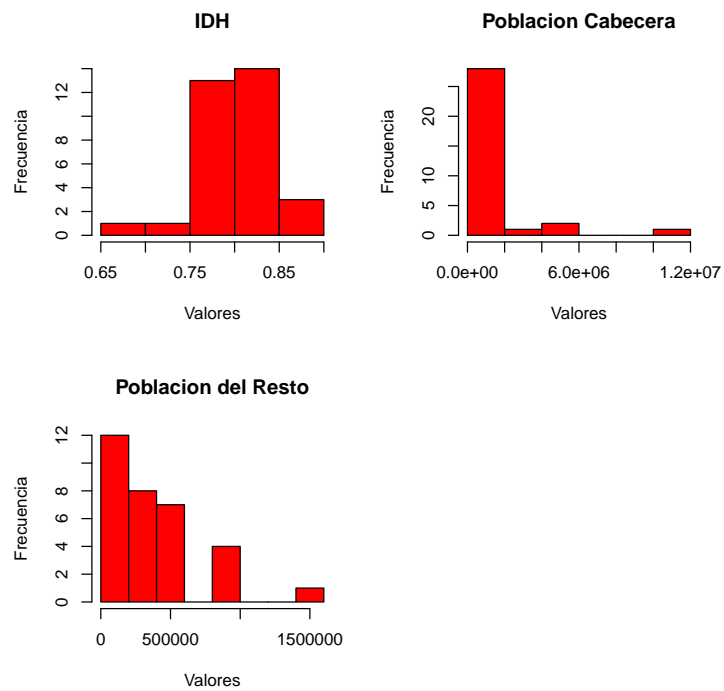 IDH
Frecuencia
0 2 4 6 8 12
0.65 0.75 0.85
Valores
Poblacion Cabecera
Frecuencia
0 5 10 20
0.0e+00 6.0e+06 1.2e+07
Valores
Poblacion del Resto
Frecuencia
0 2 4 6 8 12
0 500000 1500000
Valores